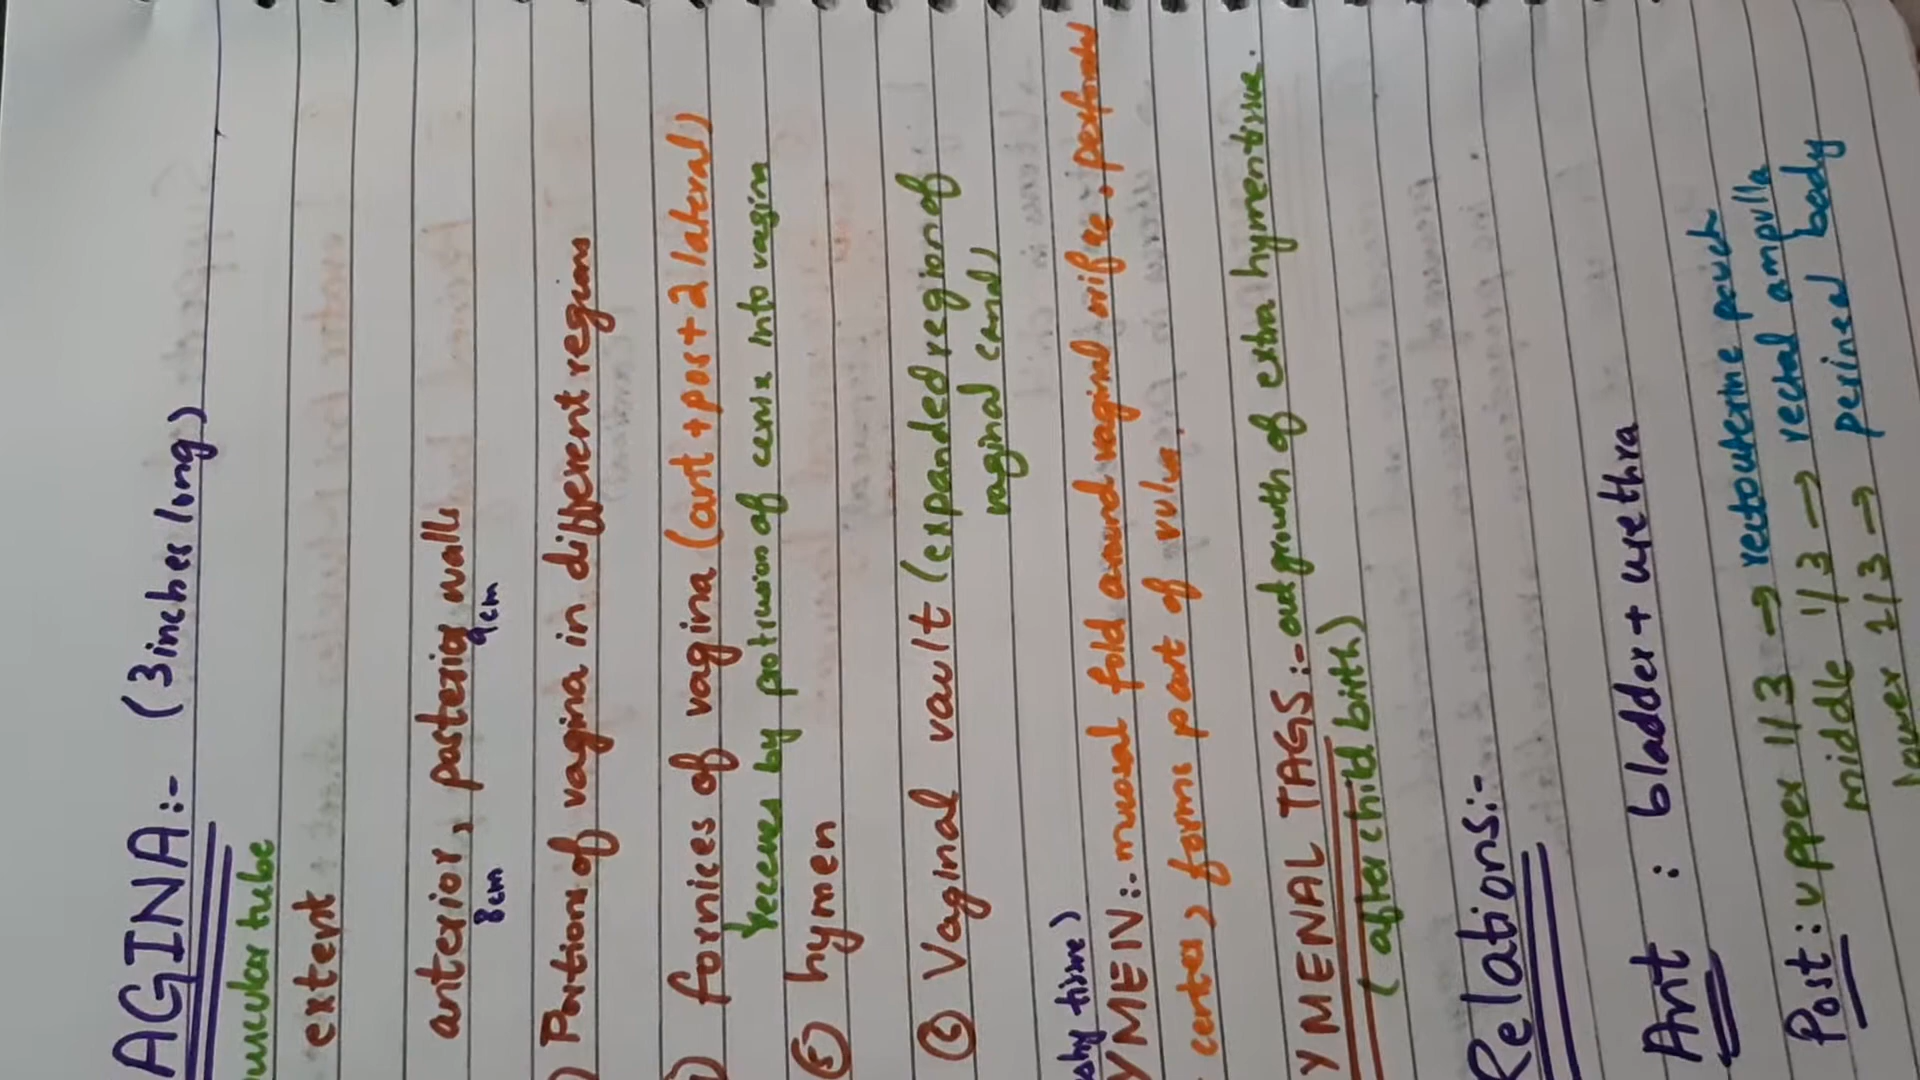 AGINA:- (3 inches long)
uscular tube
extent
anterior, posterior walls
8cm 9cm
) Portions of vagina in different regions
) fornices of vagina (ant + pos + 2 lateral)
recesses by protrusion of cervix into vagina
⑤ hymen
⑥ Vaginal vault (expanded region of
vaginal canal)
shy tissue)
YMEN:- mucosal fold around vaginal orifice. perforated
center, forms part of vulva.
YMENAL TAGS:- outgrowth of extra hymen tissue.
(after child birth)
Relations:-
Ant : bladder + urethra
Post: upper 1/3 → rectouterine pouch
middle 1/3 → rectal ampulla
lower 1/3 → perineal body